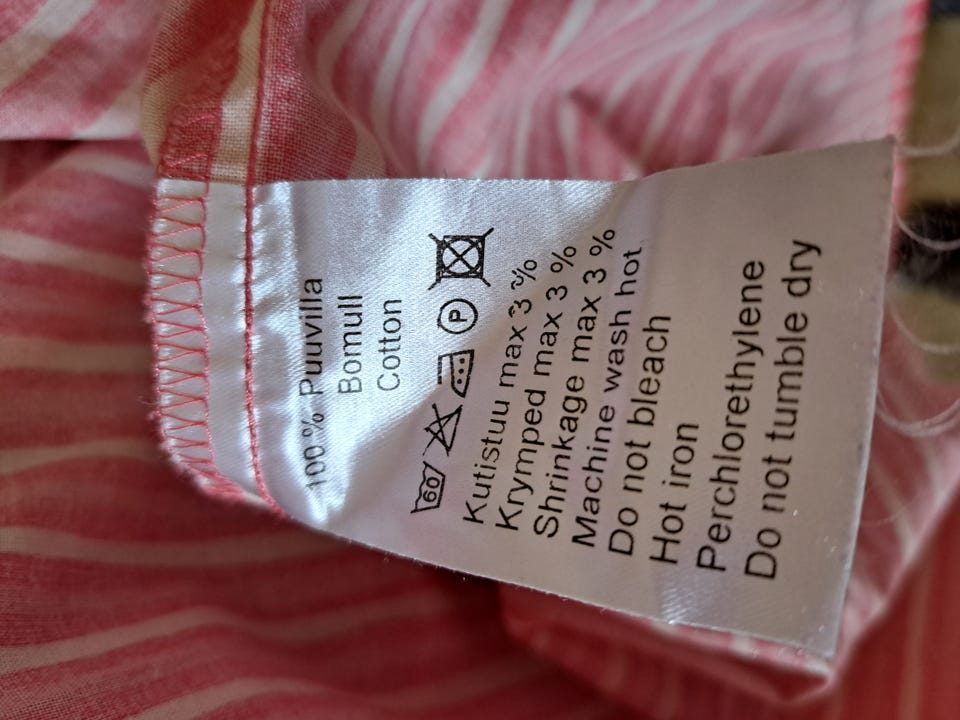 100% Puuvilla
Bomull
Cotton
60 P
Kutistuu max 3 %
Krymped max 3 %
Shrinkage max 3 %
Machine wash hot
Do not bleach
Hot iron
Perchlorethylene
Do not tumble dry